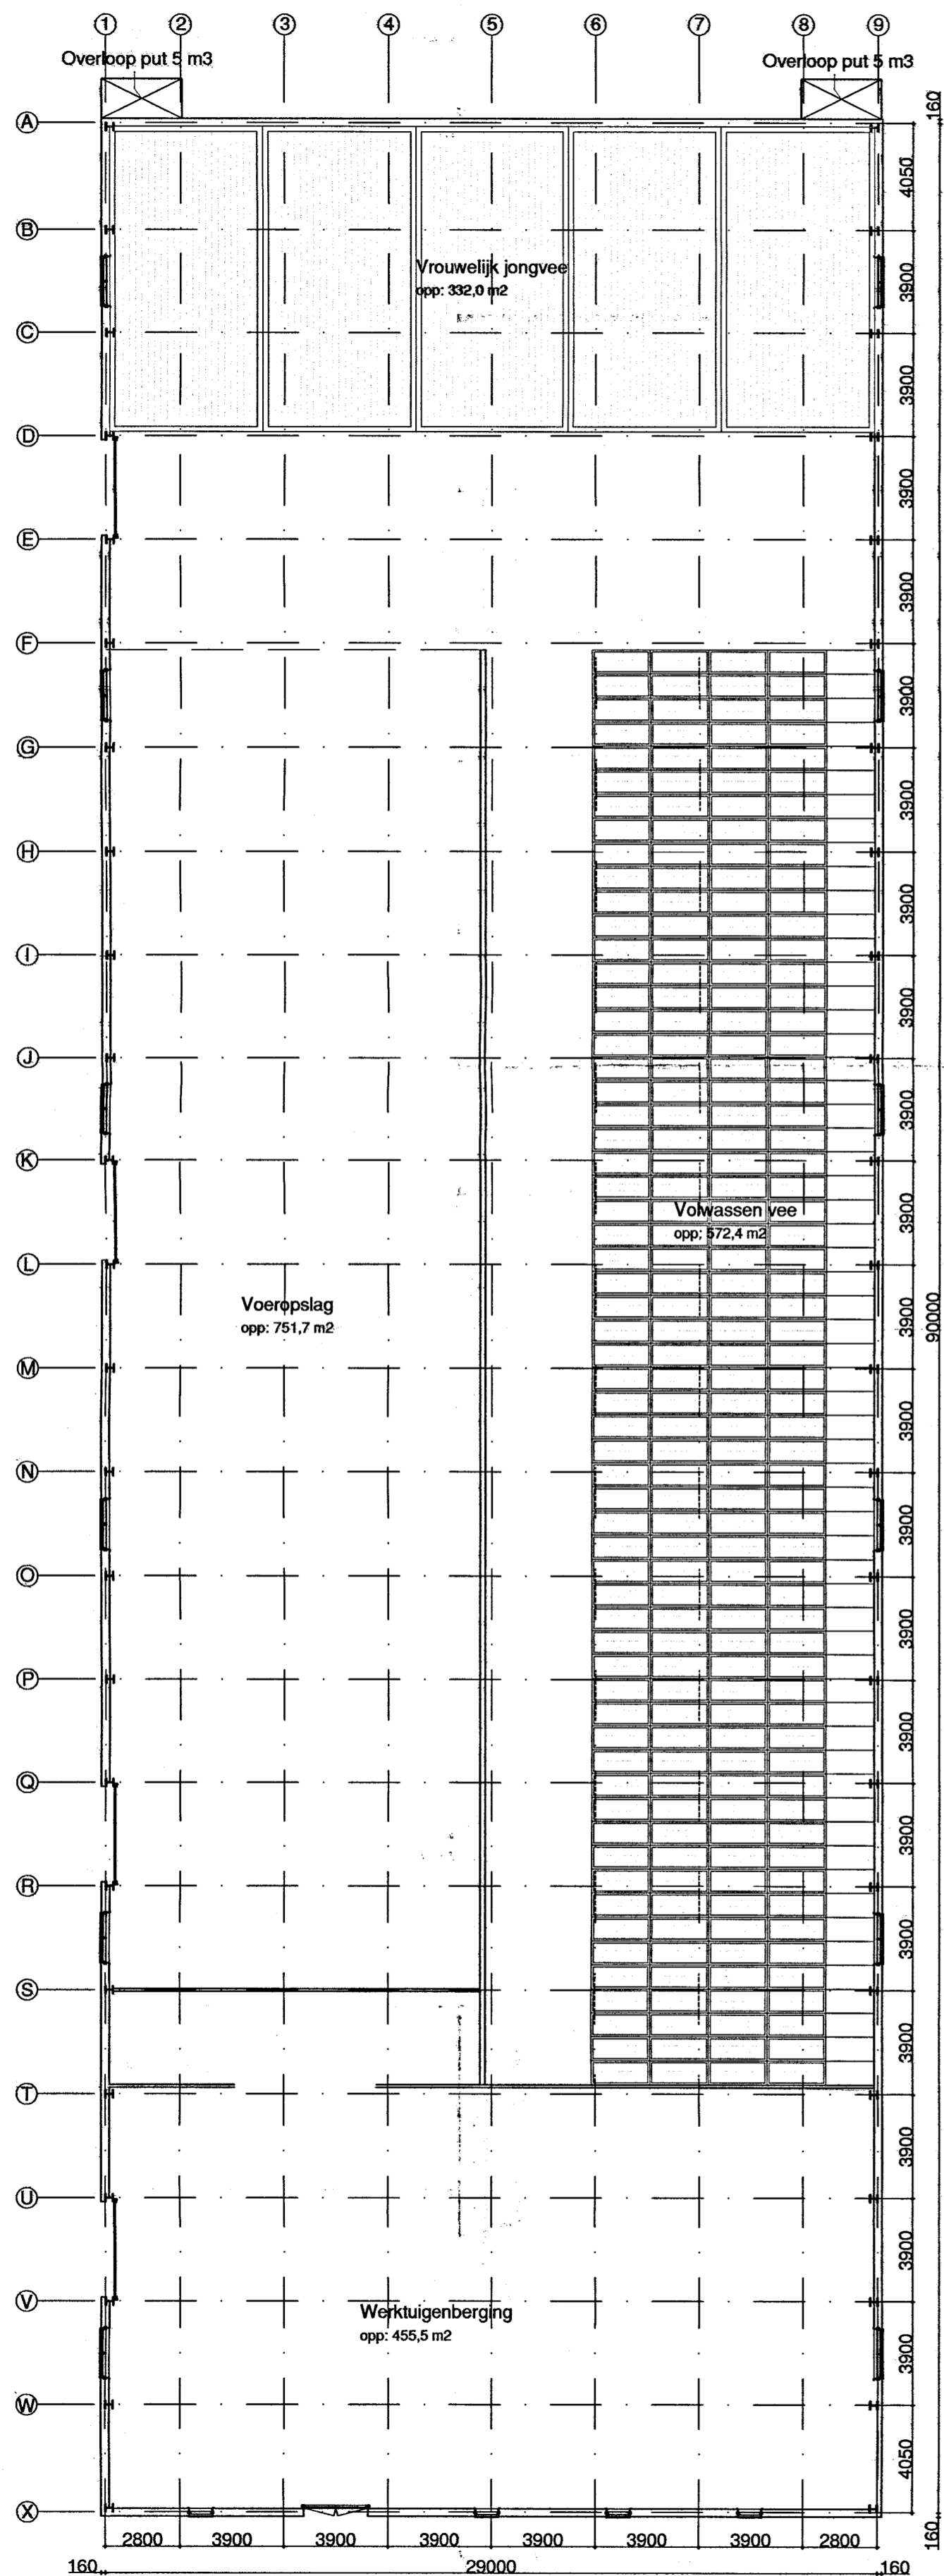 1 2 3 4 5 6 7 8 9
Overloop put 5 m3
Overloop put 5 m3
160
A
4050
B
3900
Vrouwelijk jongvee
opp: 332,0 m2
C
3900
D
3900
E
3900
F
3900
G
3900
H
3900
I
3900
J
3900
K
3900
Volwassen vee
opp: 572,4 m2
L
Voeropslag
opp: 751,7 m2
3900
90000
M
3900
N
3900
O
3900
P
3900
Q
3900
R
3900
S
3900
T
3900
U
3900
V
Werktuigenberging
opp: 455,5 m2
3900
W
4050
X
160
2800 3900 3900 3900 3900 3900 3900 2800
160 29000 160